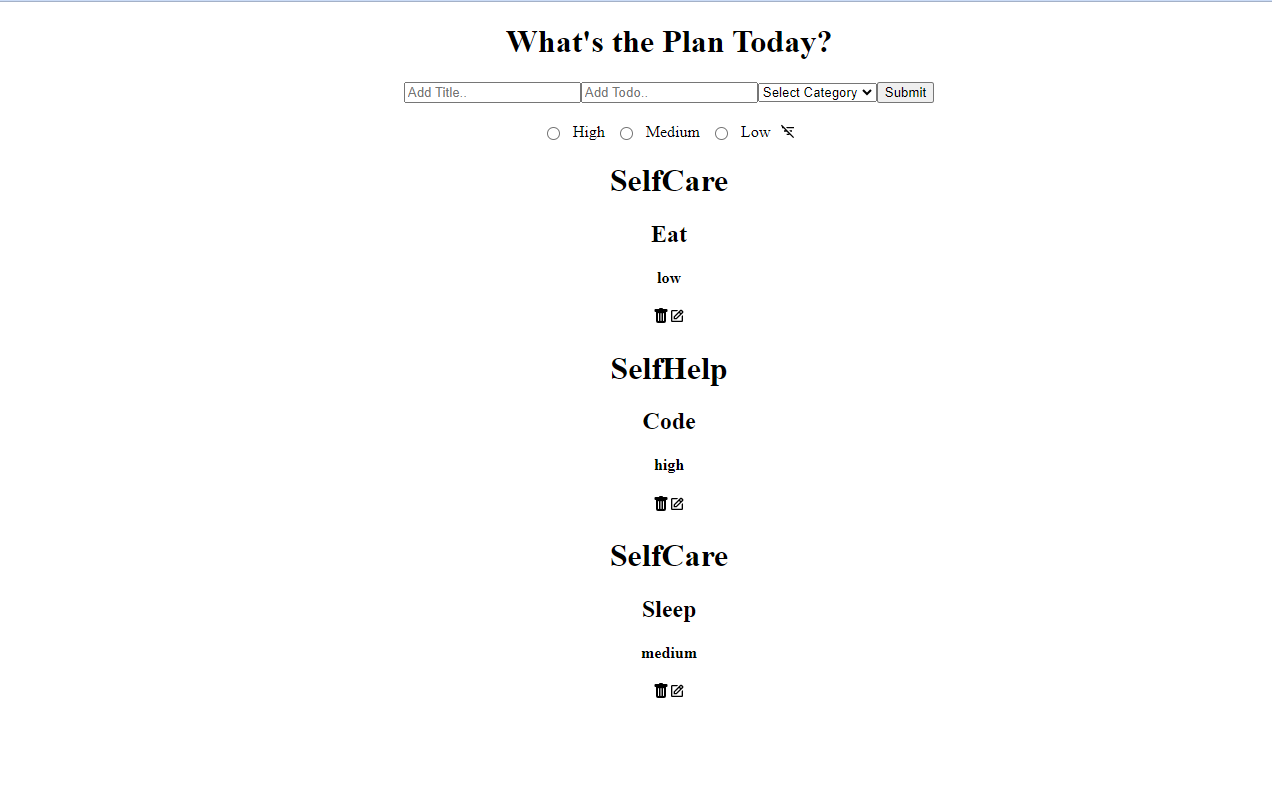 What's the Plan Today?
Add Title.. Add Todo.. Select Category Submit
High Medium Low
SelfCare
Eat
low
SelfHelp
Code
high
SelfCare
Sleep
medium